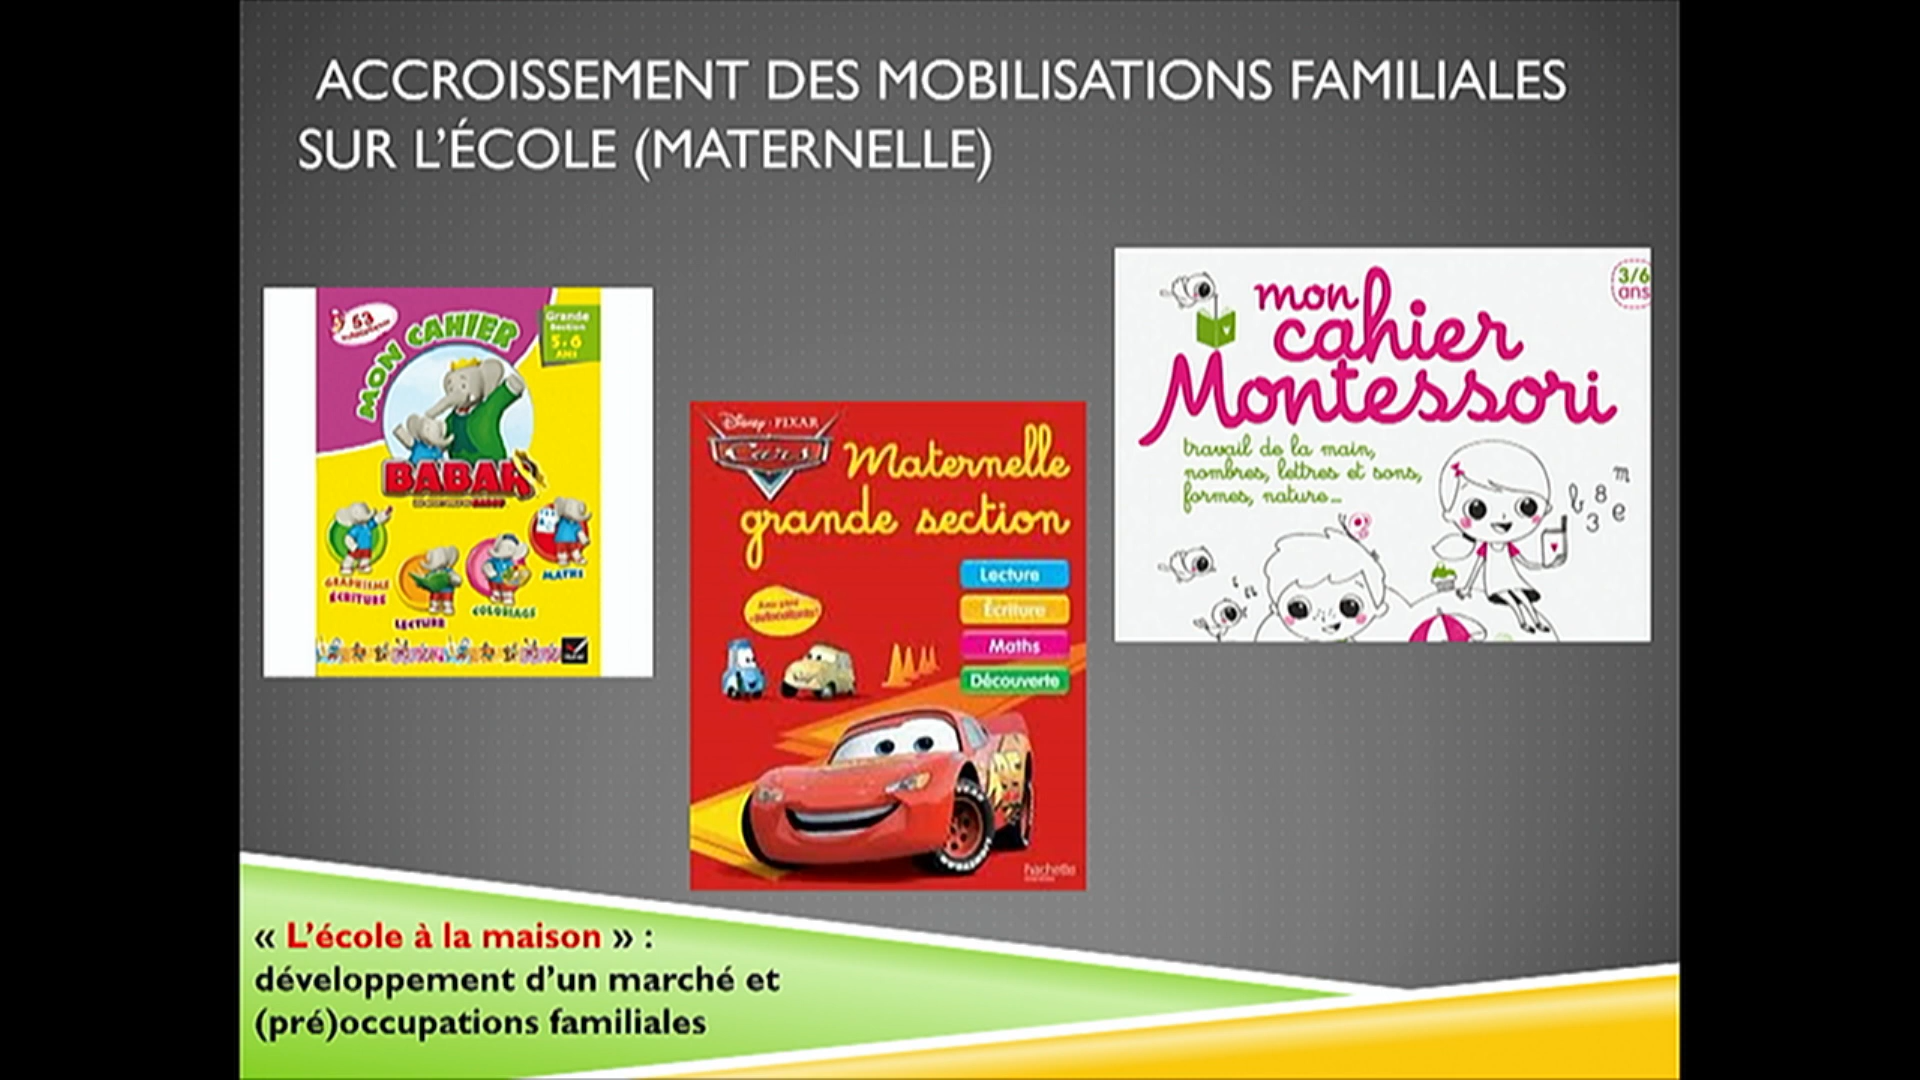 ACCROISSEMENT DES MOBILISATIONS FAMILIALES
SUR L'ÉCOLE (MATERNELLE)
53
MON CAHIER
Grande
Section
5-6
ANS
BABAR
GRAPHISME
ÉCRITURE
LECTURE
COLORIAGE
MATHS
Disney · PIXAR
Cars
Maternelle
grande section
Lecture
Écriture
Maths
Découverte
hachette
3/6
ans
mon
cahier
Montessori
travail de la main,
nombres, lettres et sons,
formes, nature...
m
b 8
3 e
« L'école à la maison » :
développement d'un marché et
(pré)occupations familiales